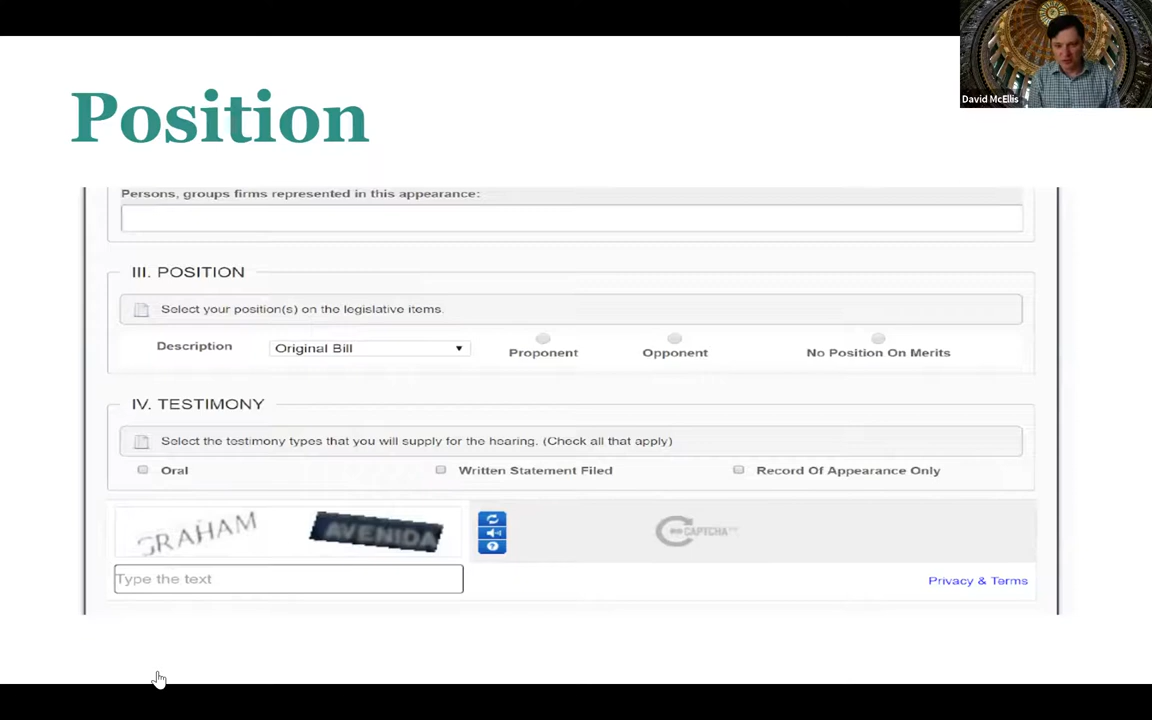 Position
David McEllis
Persons, groups firms represented in this appearance:
III. POSITION
Select your position(s) on the legislative items.
Description
Original Bill
Proponent
Opponent
No Position On Merits
IV. TESTIMONY
Select the testimony types that you will supply for the hearing. (Check all that apply)
Oral
Written Statement Filed
Record Of Appearance Only
GRAHAM AVENIDA
reCAPTCHA™
Type the text
Privacy & Terms